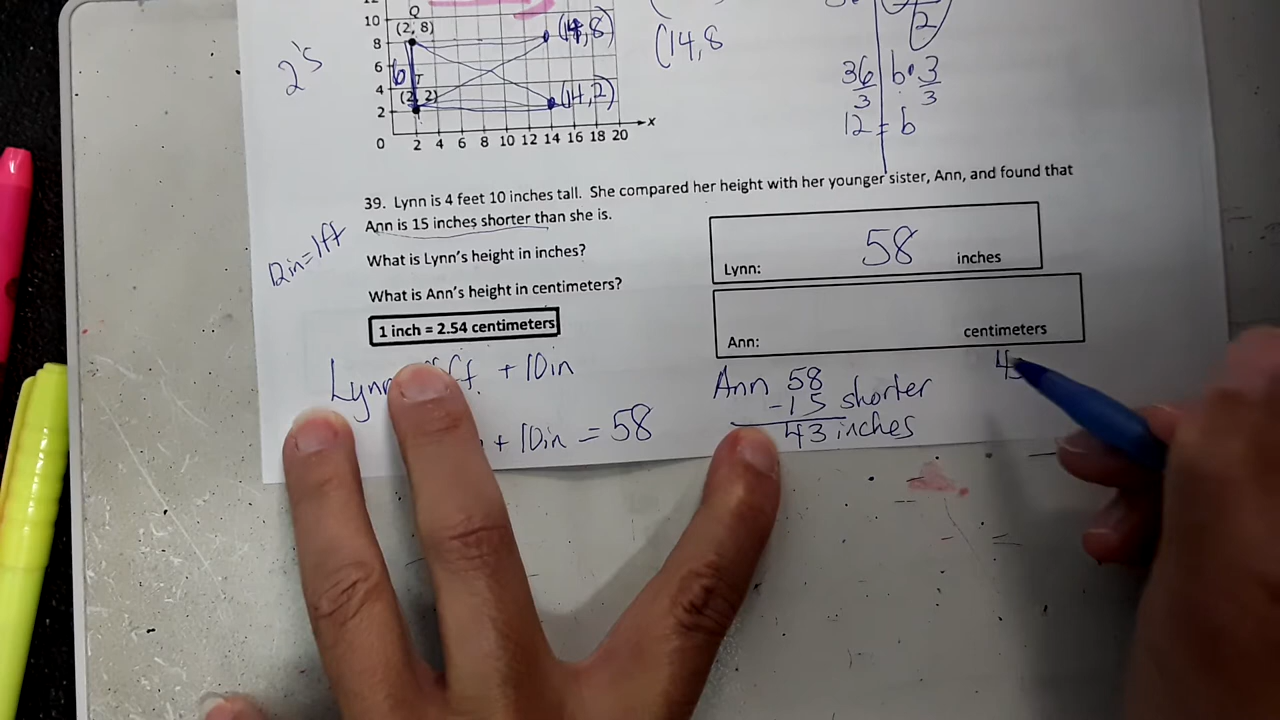 10
Q
(2, 8)
8
6
6
T
4
(2, 2)
2
0
2 4 6 8 10 12 14 16 18 20
x
(14,8)
(14,2)
2's
(14,8
2
36 b • 3
3 3
12 = b
39. Lynn is 4 feet 10 inches tall. She compared her height with her younger sister, Ann, and found that
Ann is 15 inches shorter than she is.
12in=1ft
What is Lynn's height in inches?
What is Ann's height in centimeters?
1 inch = 2.54 centimeters
Lynn: 58 inches
Ann: centimeters
Lynn ft. + 10in
+ 10in = 58
Ann 58
-15 shorter
43 inches